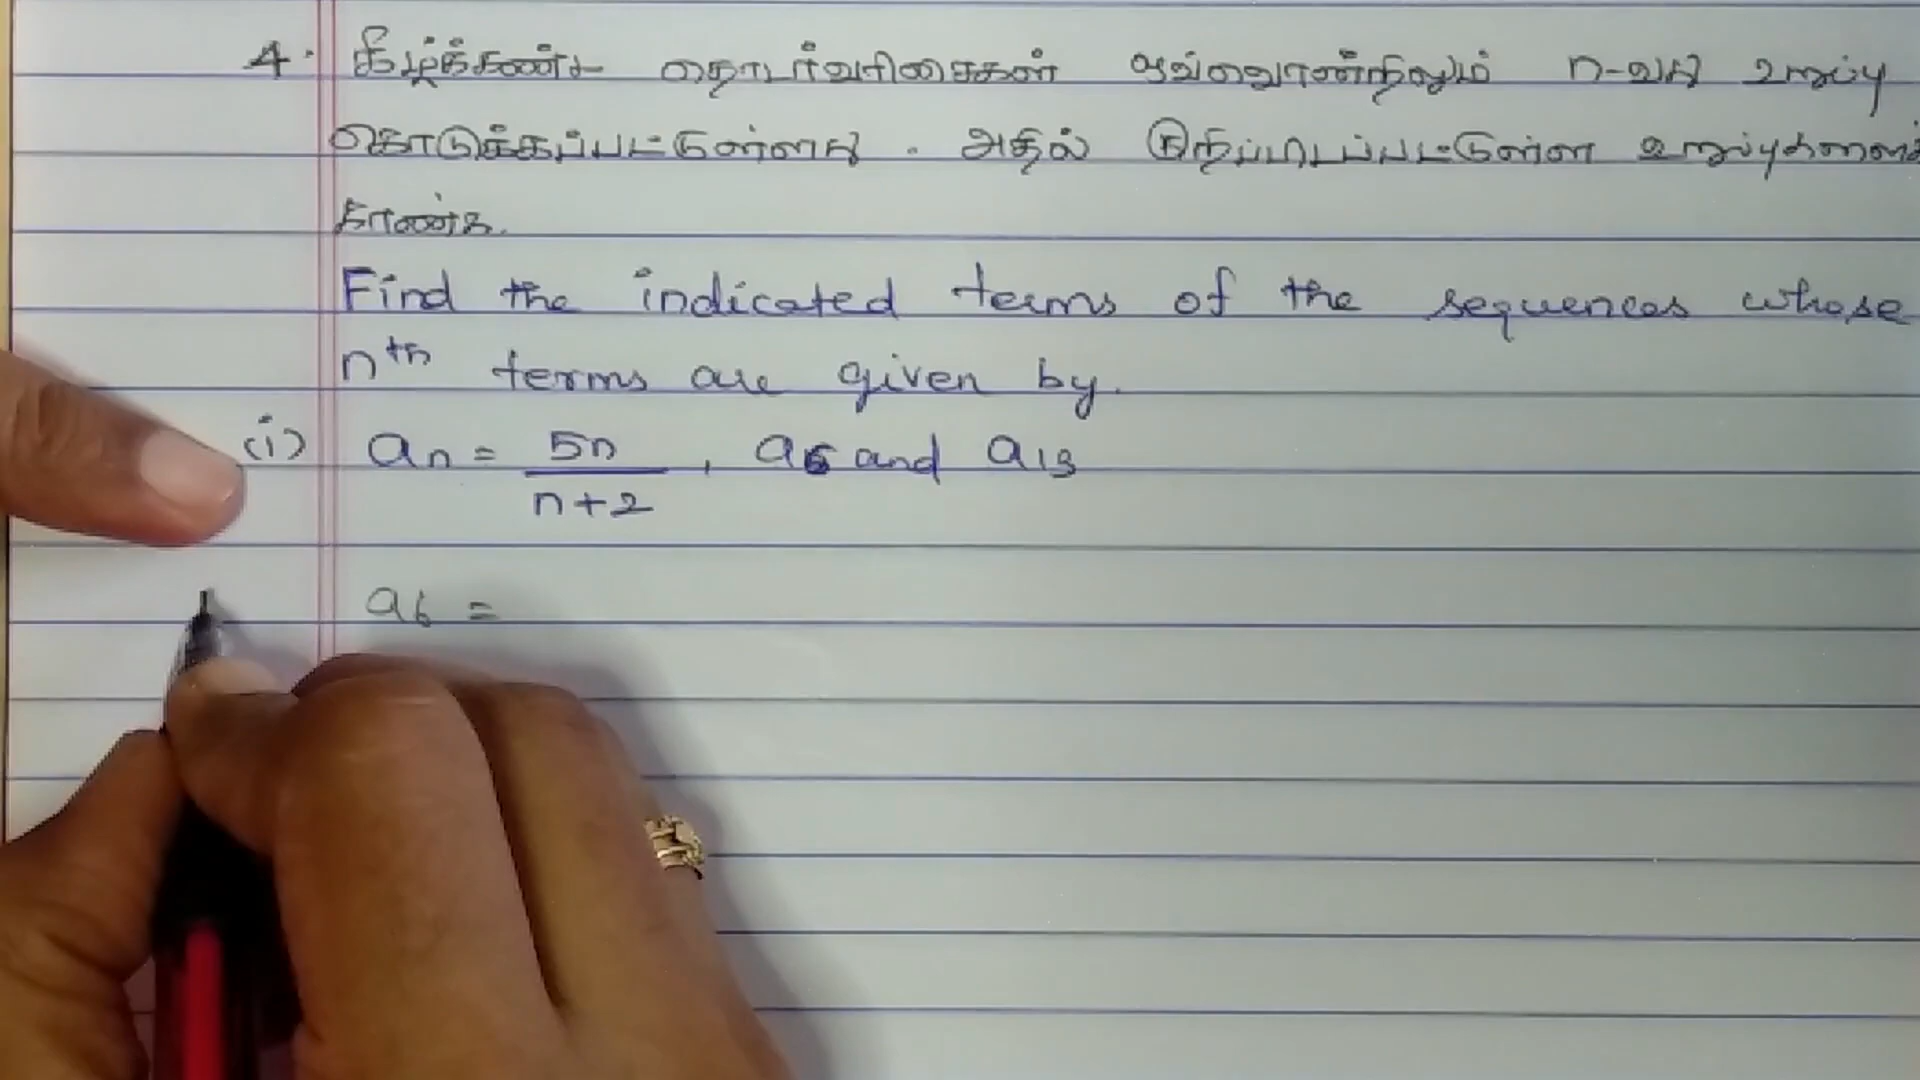 4. கீழ்க்கண்ட தொடர்வரிசைகள் ஒவ்வொன்றிலும் n-வது உறுப்பு
கொடுக்கப்பட்டுள்ளது. அதில் குறிப்பிடப்பட்டுள்ள உறுப்புகளைக்
காண்க.
Find the indicated terms of the sequences whose
nᵗʰ terms are given by.
(i) aₙ = 5n/(n+2), a₆ and a₁₃
a₆ =